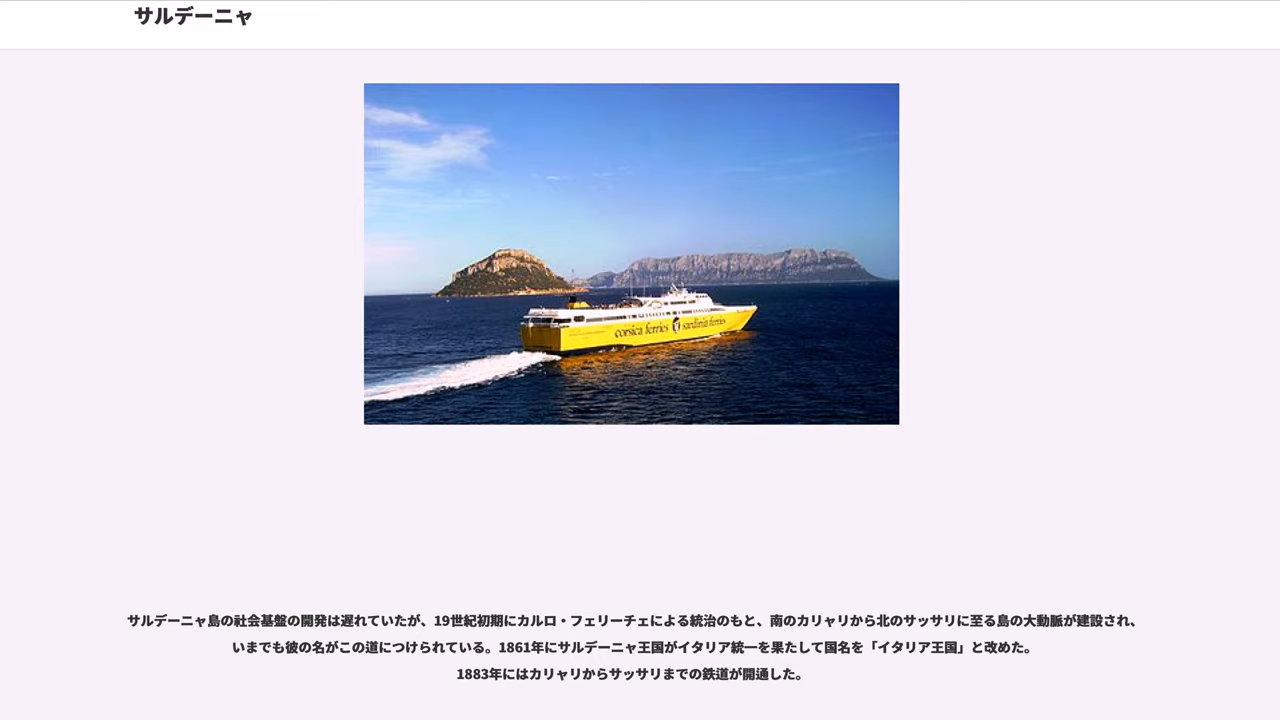 サルデーニャ
corsica ferries sardinia ferries
サルデーニャ島の社会基盤の開発は遅れていたが、19世紀初期にカルロ・フェリーチェによる統治のもと、南のカリャリから北のサッサリに至る島の大動脈が建設され、
いまでも彼の名がこの道につけられている。1861年にサルデーニャ王国がイタリア統一を果たして国名を「イタリア王国」と改めた。
1883年にはカリャリからサッサリまでの鉄道が開通した。